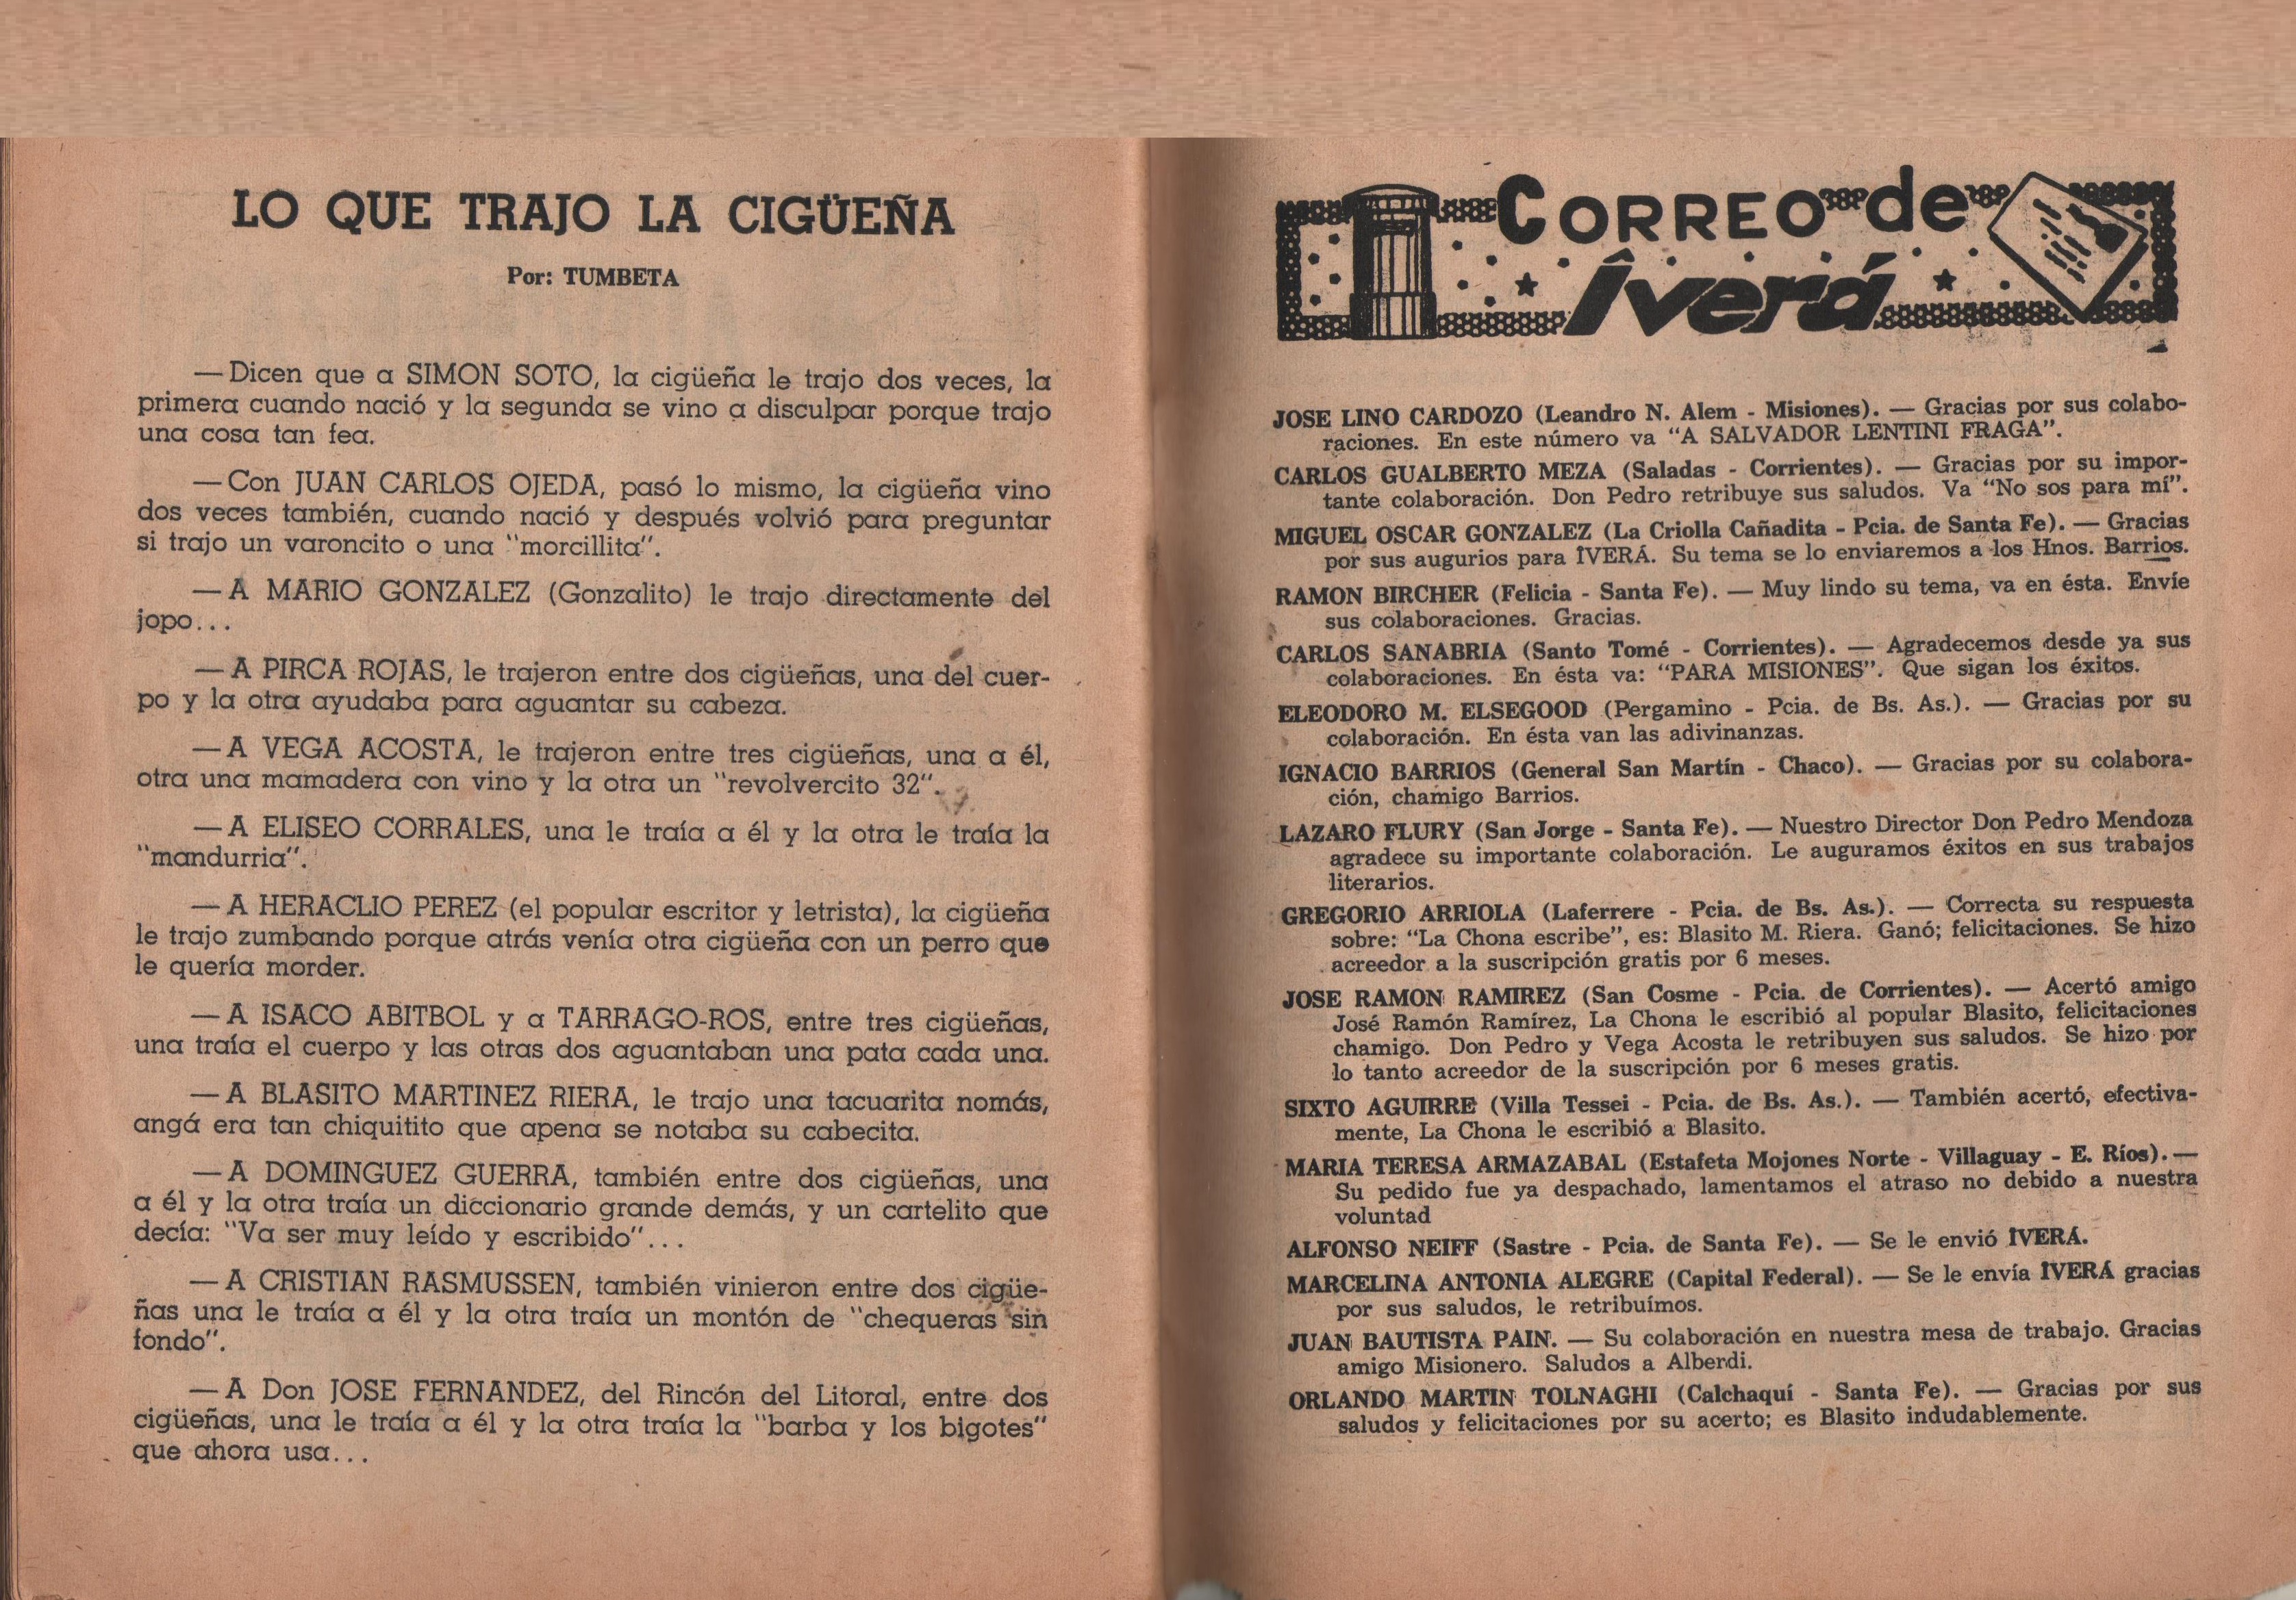 LO QUE TRAJO LA CIGÜEÑA
Por: TUMBETA
—Dicen que a SIMON SOTO, la cigüeña le trajo dos veces, la
primera cuando nació y la segunda se vino a disculpar porque trajo
una cosa tan fea.
—Con JUAN CARLOS OJEDA, pasó lo mismo, la cigüeña vino
dos veces también, cuando nació y después volvió para preguntar
si trajo un varoncito o una "morcillita".
—A MARIO GONZALEZ (Gonzalito) le trajo directamente del
jopo...
—A PIRCA ROJAS, le trajeron entre dos cigüeñas, una del cuer-
po y la otra ayudaba para aguantar su cabeza.
—A VEGA ACOSTA, le trajeron entre tres cigüeñas, una a él,
otra una mamadera con vino y la otra un "revolvercito 32".
—A ELISEO CORRALES, una le traía a él y la otra le traía la
"mandurria".
—A HERACLIO PEREZ (el popular escritor y letrista), la cigüeña
le trajo zumbando porque atrás venía otra cigüeña con un perro que
le quería morder.
—A ISACO ABITBOL y a TARRAGO-ROS, entre tres cigüeñas,
una traía el cuerpo y las otras dos aguantaban una pata cada una.
—A BLASITO MARTINEZ RIERA, le trajo una tacuarita nomás,
angá era tan chiquitito que apena se notaba su cabecita.
—A DOMINGUEZ GUERRA, también entre dos cigüeñas, una
a él y la otra traía un diccionario grande demás, y un cartelito que
decía: "Va ser muy leído y escribido"...
—A CRISTIAN RASMUSSEN, también vinieron entre dos cigüe-
ñas una le traía a él y la otra traía un montón de "chequeras sin
fondo".
—A Don JOSE FERNANDEZ, del Rincón del Litoral, entre dos
cigüeñas, una le traía a él y la otra traía la "barba y los bigotes"
que ahora usa...
CORREO de
Îverá
JOSE LINO CARDOZO (Leandro N. Alem - Misiones). — Gracias por sus colabo-
raciones. En este número va "A SALVADOR LENTINI FRAGA".
CARLOS GUALBERTO MEZA (Saladas - Corrientes). — Gracias por su impor-
tante colaboración. Don Pedro retribuye sus saludos. Va "No sos para mí".
MIGUEL OSCAR GONZALEZ (La Criolla Cañadita - Pcia. de Santa Fe). — Gracias
por sus augurios para ÎVERÁ. Su tema se lo enviaremos a los Hnos. Barrios.
RAMON BIRCHER (Felicia - Santa Fe). — Muy lindo su tema, va en ésta. Envíe
sus colaboraciones. Gracias.
CARLOS SANABRIA (Santo Tomé - Corrientes). — Agradecemos desde ya sus
colaboraciones. En ésta va: "PARA MISIONES". Que sigan los éxitos.
ELEODORO M. ELSEGOOD (Pergamino - Pcia. de Bs. As.). — Gracias por su
colaboración. En ésta van las adivinanzas.
IGNACIO BARRIOS (General San Martín - Chaco). — Gracias por su colabora-
ción, chamigo Barrios.
LAZARO FLURY (San Jorge - Santa Fe). — Nuestro Director Don Pedro Mendoza
agradece su importante colaboración. Le auguramos éxitos en sus trabajos
literarios.
GREGORIO ARRIOLA (Laferrere - Pcia. de Bs. As.). — Correcta su respuesta
sobre: "La Chona escribe", es: Blasito M. Riera. Ganó; felicitaciones. Se hizo
acreedor a la suscripción gratis por 6 meses.
JOSE RAMON RAMIREZ (San Cosme - Pcia. de Corrientes). — Acertó amigo
José Ramón Ramírez, La Chona le escribió al popular Blasito, felicitaciones
chamigo. Don Pedro y Vega Acosta le retribuyen sus saludos. Se hizo por
lo tanto acreedor de la suscripción por 6 meses gratis.
SIXTO AGUIRRE (Villa Tessei - Pcia. de Bs. As.). — También acertó, efectiva-
mente, La Chona le escribió a Blasito.
MARIA TERESA ARMAZABAL (Estafeta Mojones Norte - Villaguay - E. Ríos).—
Su pedido fue ya despachado, lamentamos el atraso no debido a nuestra
voluntad
ALFONSO NEIFF (Sastre - Pcia. de Santa Fe). — Se le envió ÎVERÁ.
MARCELINA ANTONIA ALEGRE (Capital Federal). — Se le envía ÎVERÁ gracias
por sus saludos, le retribuímos.
JUAN BAUTISTA PAIN. — Su colaboración en nuestra mesa de trabajo. Gracias
amigo Misionero. Saludos a Alberdi.
ORLANDO MARTIN TOLNAGHI (Calchaquí - Santa Fe). — Gracias por sus
saludos y felicitaciones por su acerto; es Blasito indudablemente.